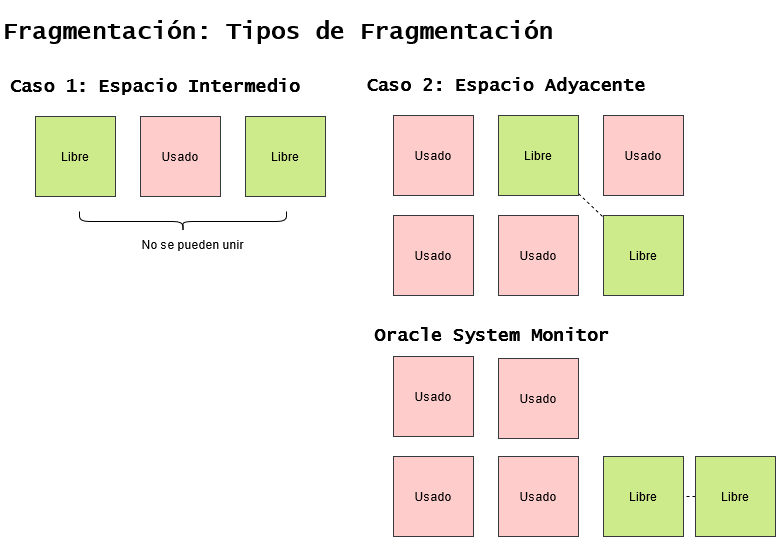 Fragmentación: Tipos de Fragmentación
Caso 1: Espacio Intermedio
Libre
Usado
Libre
No se pueden unir
Caso 2: Espacio Adyacente
Usado
Libre
Usado
Usado
Usado
Libre
Oracle System Monitor
Usado
Usado
Usado
Usado
Libre
Libre